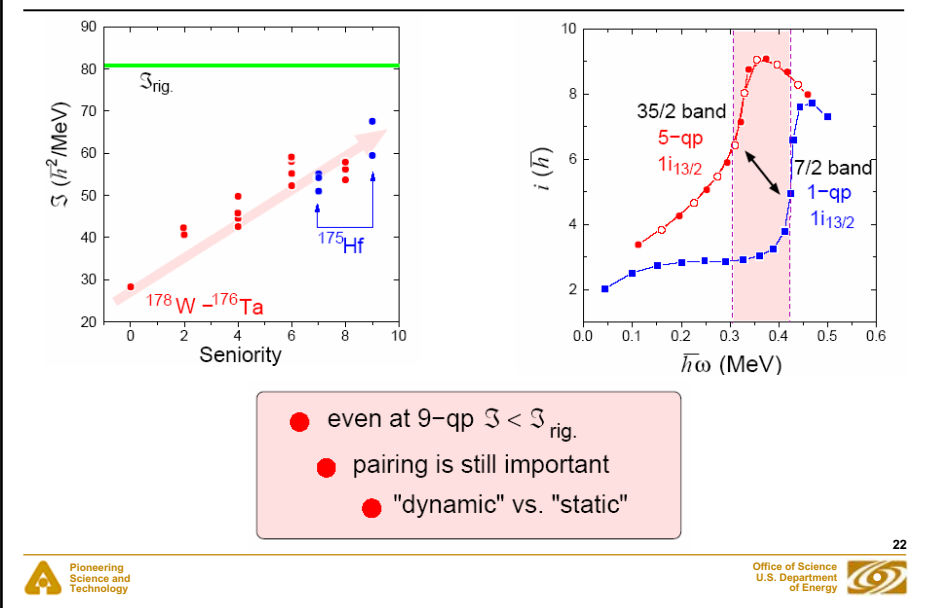 90
80
70
60
50
40
30
20
ℑ (ℏ²/MeV)
ℑrig.
175Hf
178W –176Ta
0
2
4
6
8
10
Seniority
10
8
6
4
2
i (ℏ)
35/2 band
5−qp
1i13/2
7/2 band
1−qp
1i13/2
0.0
0.1
0.2
0.3
0.4
0.5
0.6
ℏω (MeV)
even at 9−qp ℑ < ℑ rig.
pairing is still important
"dynamic" vs. "static"
22
Pioneering
Science and
Technology
Office of Science
U.S. Department
of Energy